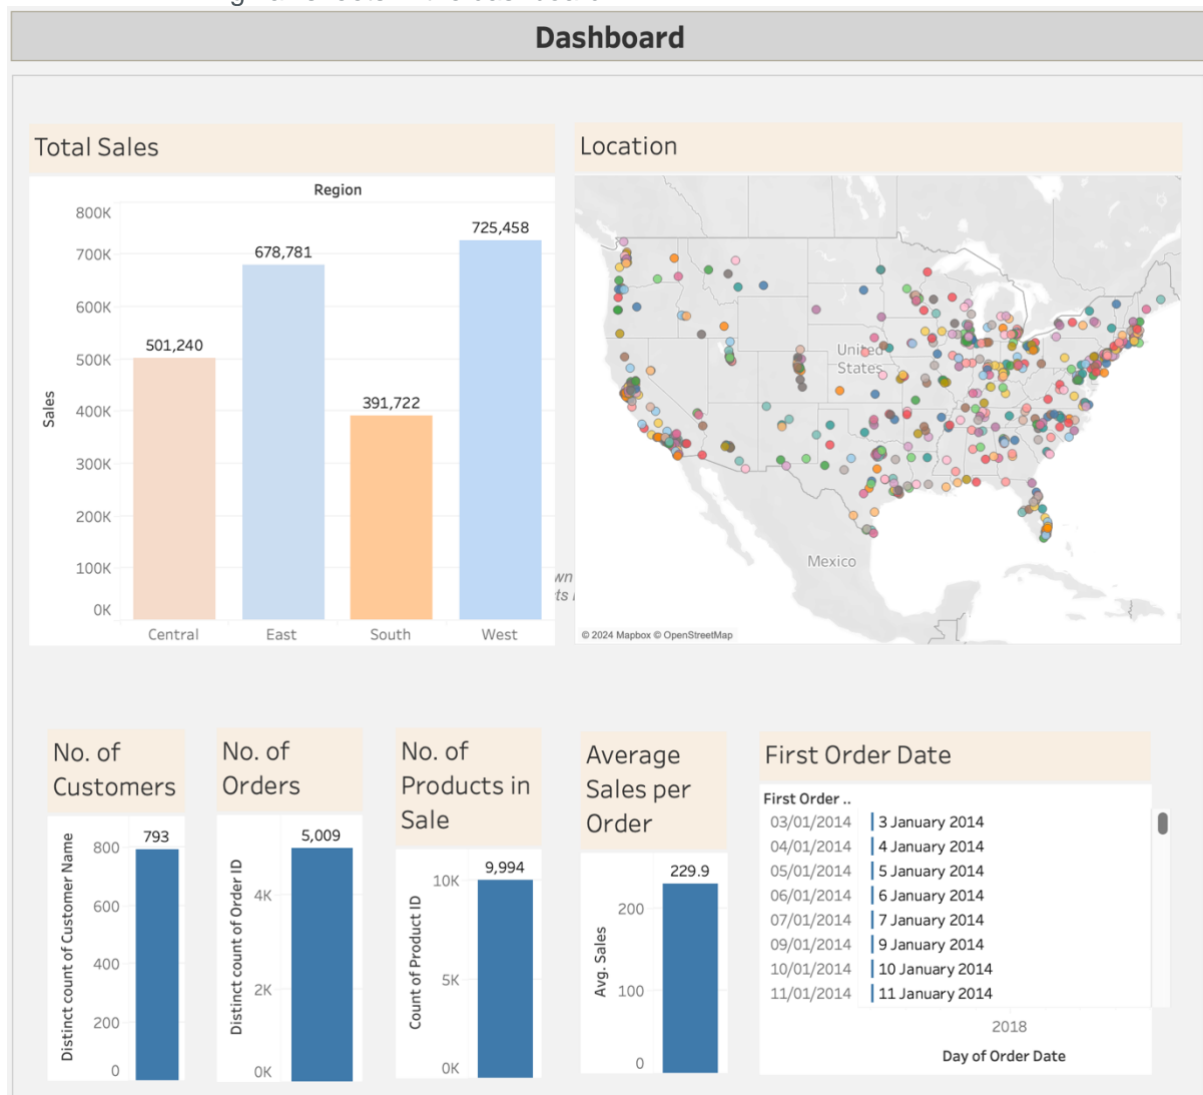 Dashboard
Total Sales
Region
800K
700K
600K
500K
400K
300K
200K
100K
0K
Sales
501,240
678,781
391,722
725,458
Central
East
South
West
Location
United
States
Mexico
© 2024 Mapbox © OpenStreetMap
No. of
Customers
Distinct count of Customer Name
800
600
400
200
0
793
No. of
Orders
Distinct count of Order ID
4K
2K
0K
5,009
No. of
Products in
Sale
Count of Product ID
10K
5K
0K
9,994
Average
Sales per
Order
Avg. Sales
200
100
0
229.9
First Order Date
First Order ..
03/01/2014 3 January 2014
04/01/2014 4 January 2014
05/01/2014 5 January 2014
06/01/2014 6 January 2014
07/01/2014 7 January 2014
09/01/2014 9 January 2014
10/01/2014 10 January 2014
11/01/2014 11 January 2014
2018
Day of Order Date